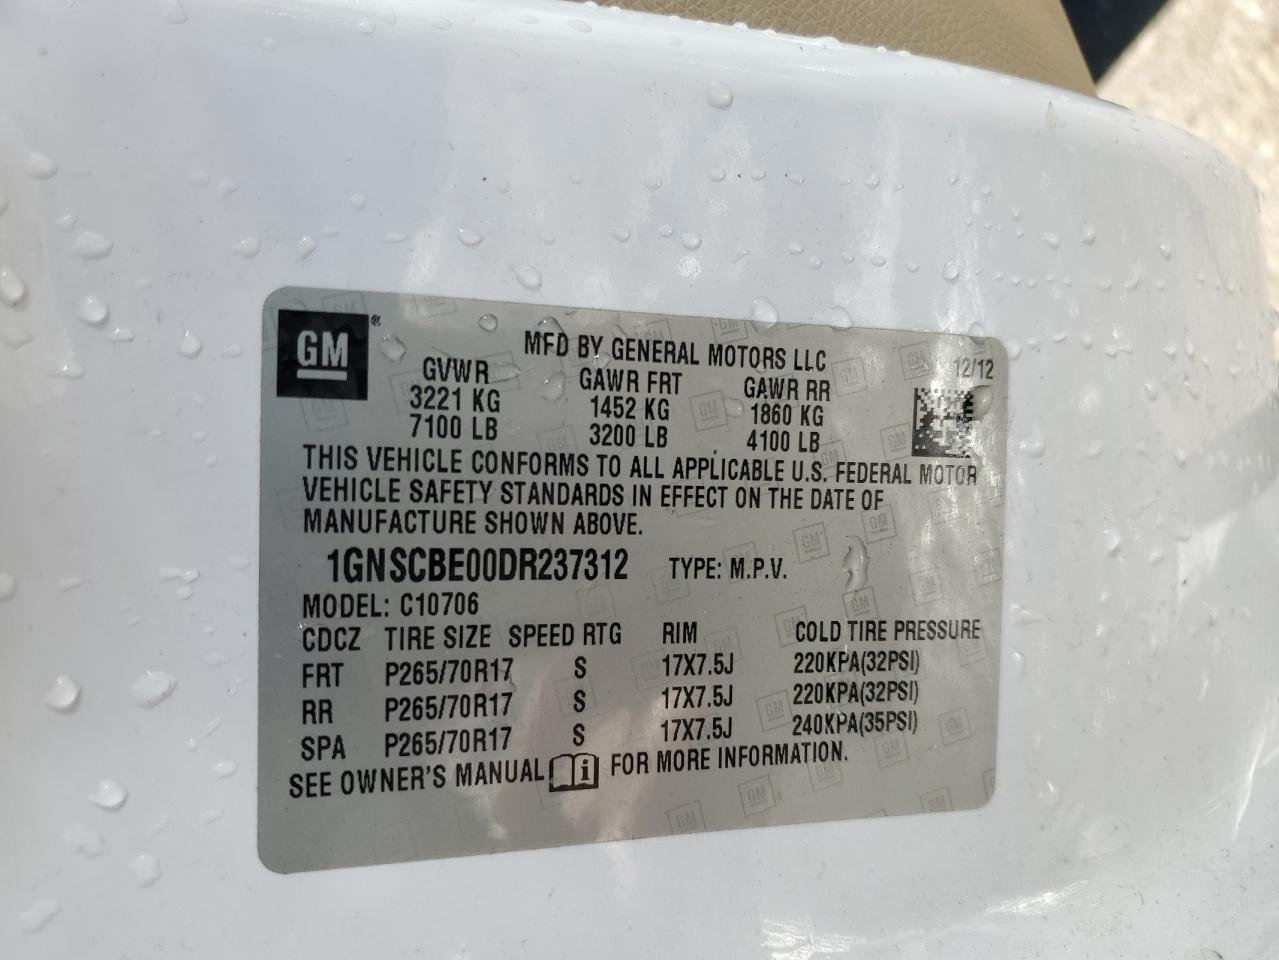 GM®
MFD BY GENERAL MOTORS LLC
12/12
GVWR GAWR FRT GAWR RR
3221 KG 1452 KG 1860 KG
7100 LB 3200 LB 4100 LB
THIS VEHICLE CONFORMS TO ALL APPLICABLE U.S. FEDERAL MOTOR
VEHICLE SAFETY STANDARDS IN EFFECT ON THE DATE OF
MANUFACTURE SHOWN ABOVE.
1GNSCBE00DR237312 TYPE: M.P.V.
MODEL: C10706
CDCZ TIRE SIZE SPEED RTG RIM COLD TIRE PRESSURE
FRT P265/70R17 S 17X7.5J 220KPA(32PSI)
RR P265/70R17 S 17X7.5J 220KPA(32PSI)
SPA P265/70R17 S 17X7.5J 240KPA(35PSI)
SEE OWNER'S MANUAL i FOR MORE INFORMATION.